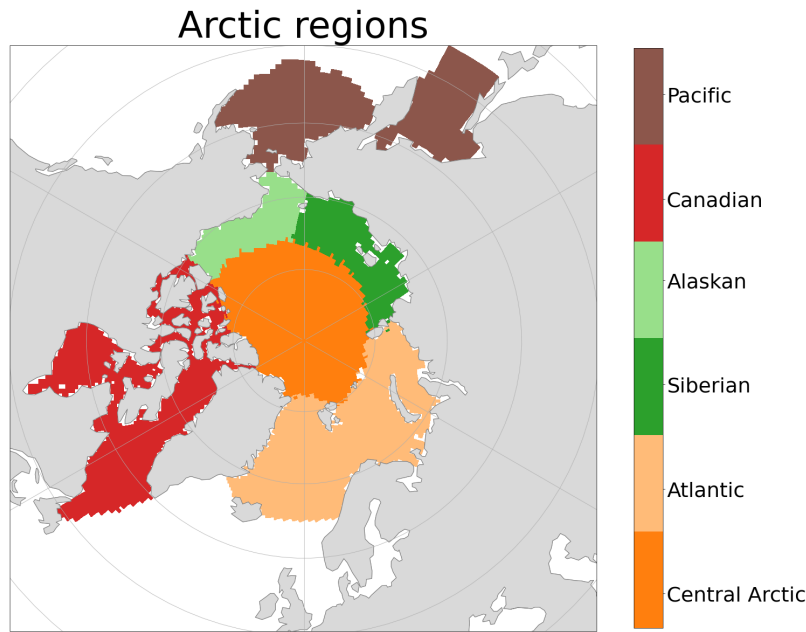 Arctic regions
Pacific
Canadian
Alaskan
Siberian
Atlantic
Central Arctic